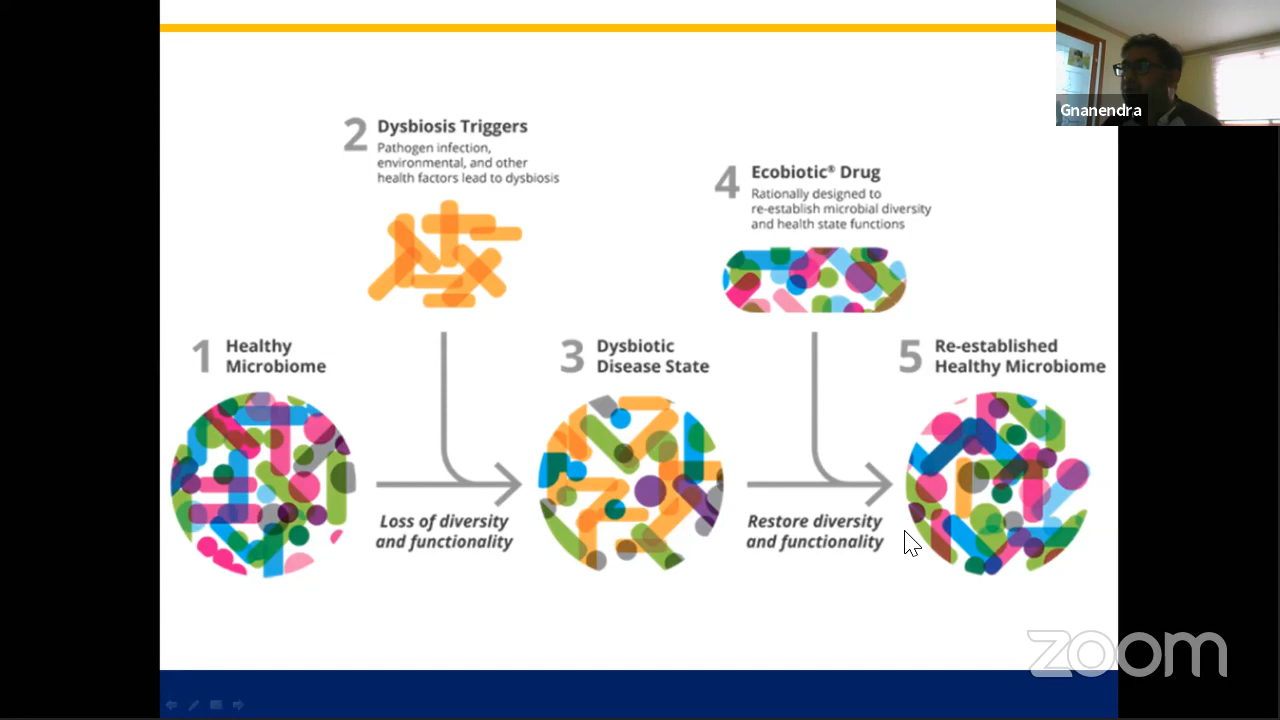 Gnanendra
2 Dysbiosis Triggers
Pathogen infection,
environmental, and other
health factors lead to dysbiosis
4 Ecobiotic® Drug
Rationally designed to
re-establish microbial diversity
and health state functions
1 Healthy
Microbiome
3 Dysbiotic
Disease State
5 Re-established
Healthy Microbiome
Loss of diversity
and functionality
Restore diversity
and functionality
zoom